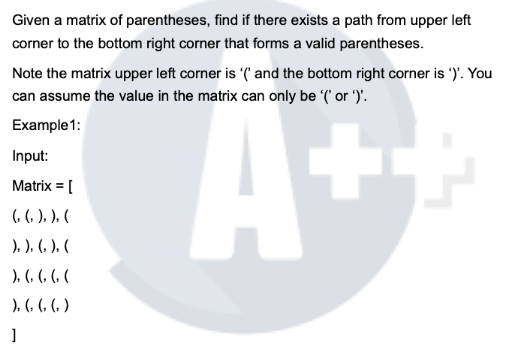 Given a matrix of parentheses, find if there exists a path from upper left
corner to the bottom right corner that forms a valid parentheses.
Note the matrix upper left corner is '(' and the bottom right corner is ')'. You
can assume the value in the matrix can only be '(' or ')'.
Example1:
Input:
Matrix = [
(, (, ), ), (
), ), (, ), (
), (, (, (, (
), (, (, (, )
]
A++